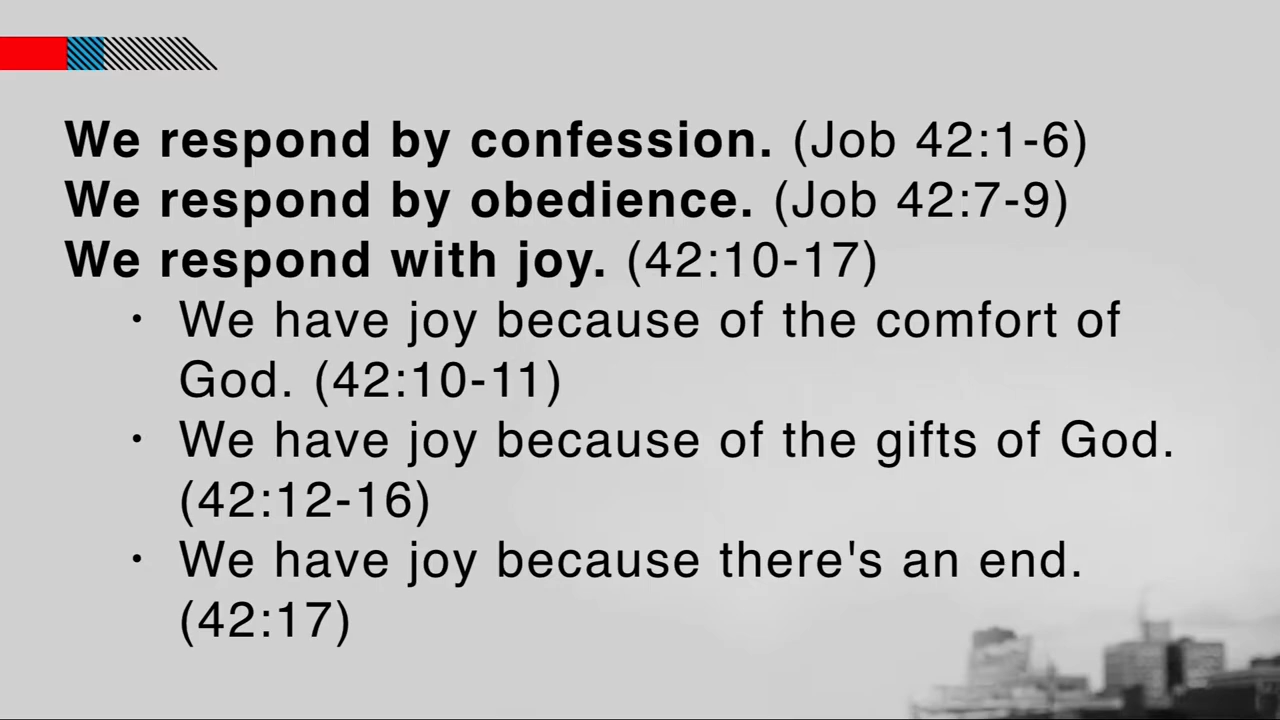 We respond by confession. (Job 42:1-6)
We respond by obedience. (Job 42:7-9)
We respond with joy. (42:10-17)
· We have joy because of the comfort of
God. (42:10-11)
· We have joy because of the gifts of God.
(42:12-16)
· We have joy because there's an end.
(42:17)